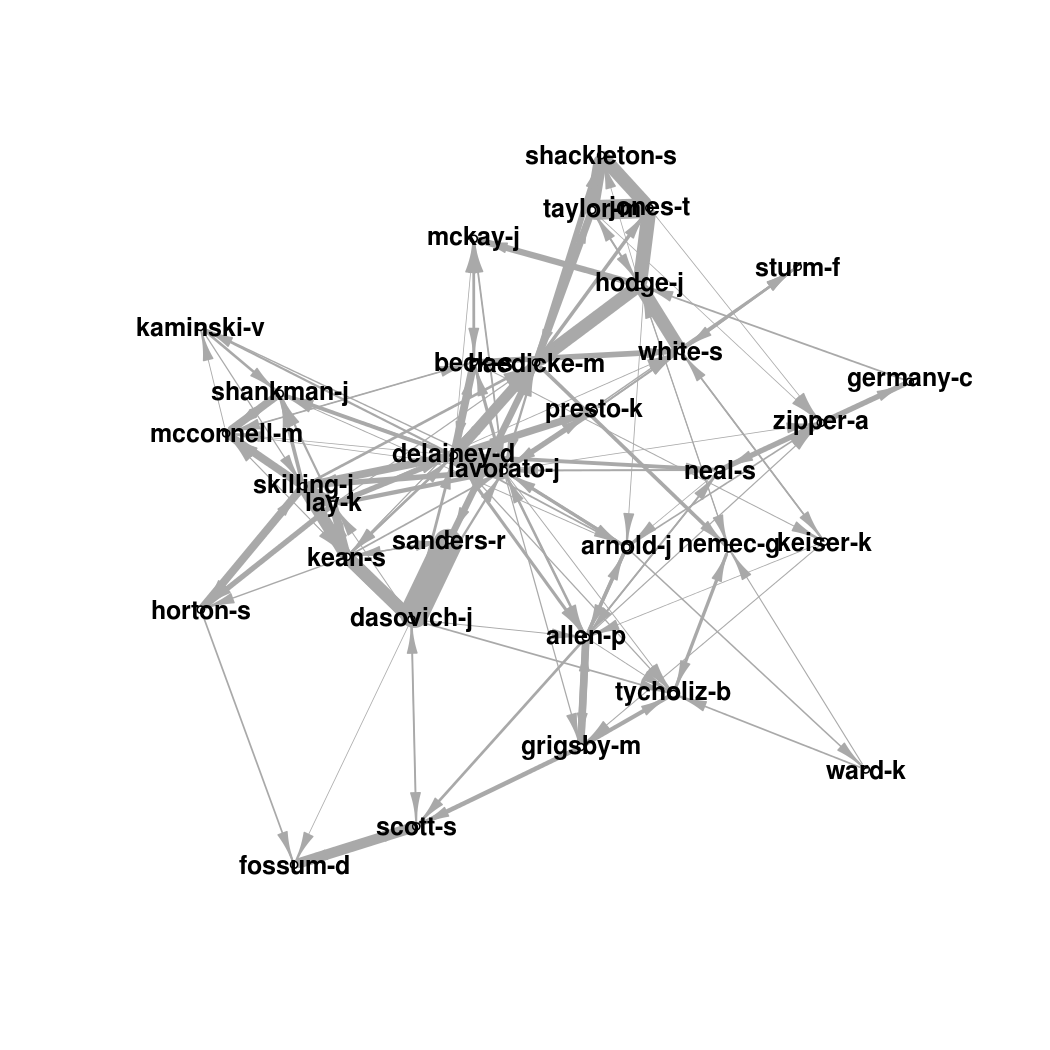 shackleton-s
taylor-m
jones-t
mckay-j
sturm-f
hodge-j
kaminski-v
white-s
beck-s
haedicke-m
germany-c
shankman-j
presto-k
zipper-a
mcconnell-m
delainey-d
lavorato-j
neal-s
skilling-j
lay-k
sanders-r
arnold-j
nemec-g
keiser-k
kean-s
horton-s
dasovich-j
allen-p
tycholiz-b
grigsby-m
ward-k
scott-s
fossum-d